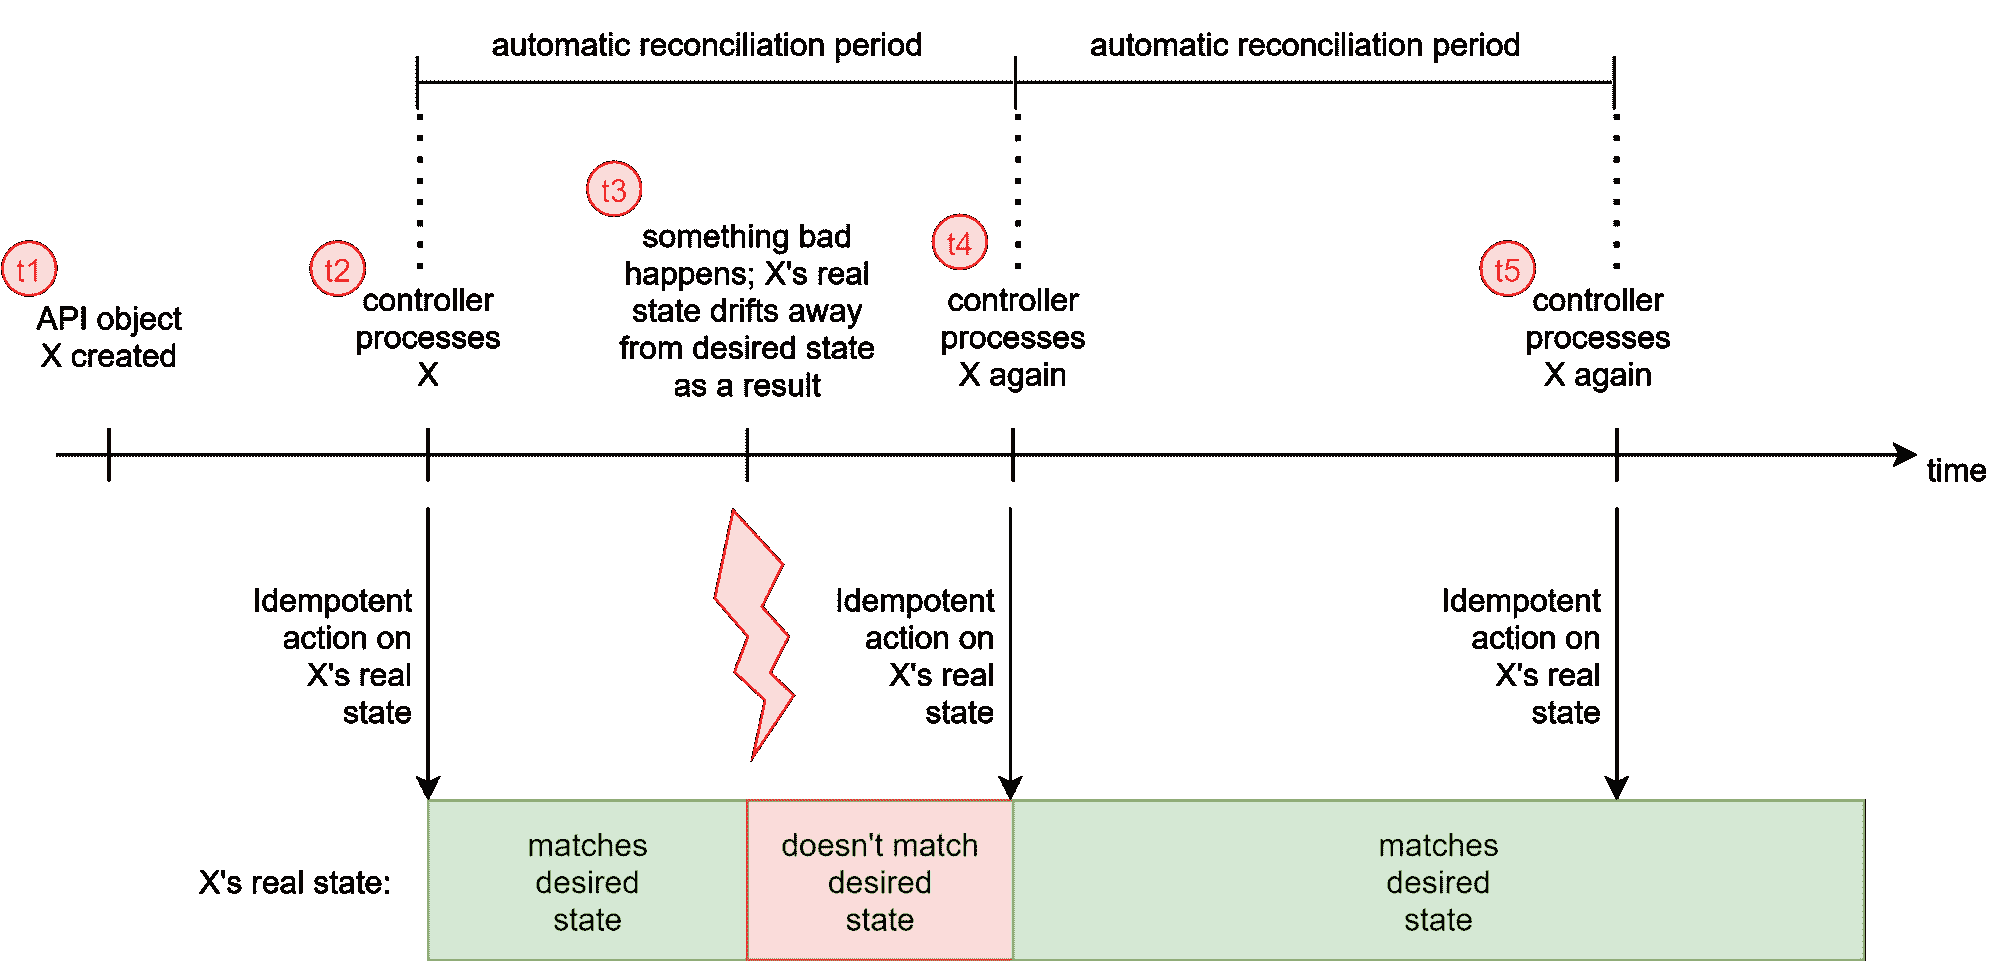 automatic reconciliation period
automatic reconciliation period
t1
API object
X created
t2
controller
processes
X
t3
something bad
happens; X's real
state drifts away
from desired state
as a result
t4
controller
processes
X again
t5
controller
processes
X again
time
Idempotent
action on
X's real
state
Idempotent
action on
X's real
state
Idempotent
action on
X's real
state
X's real state:
matches
desired
state
doesn't match
desired
state
matches
desired
state